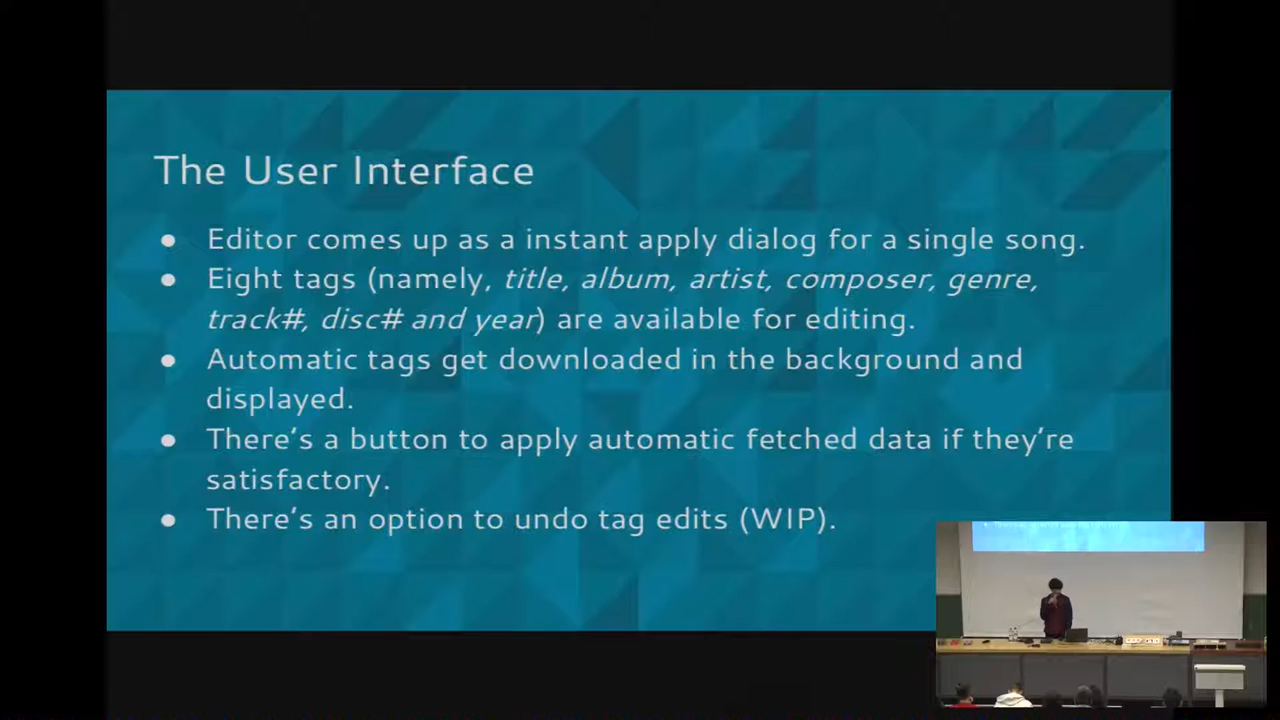 The User Interface
● Editor comes up as a instant apply dialog for a single song.
● Eight tags (namely, title, album, artist, composer, genre,
track#, disc# and year) are available for editing.
● Automatic tags get downloaded in the background and
displayed.
● There's a button to apply automatic fetched data if they're
satisfactory.
● There's an option to undo tag edits (WIP).